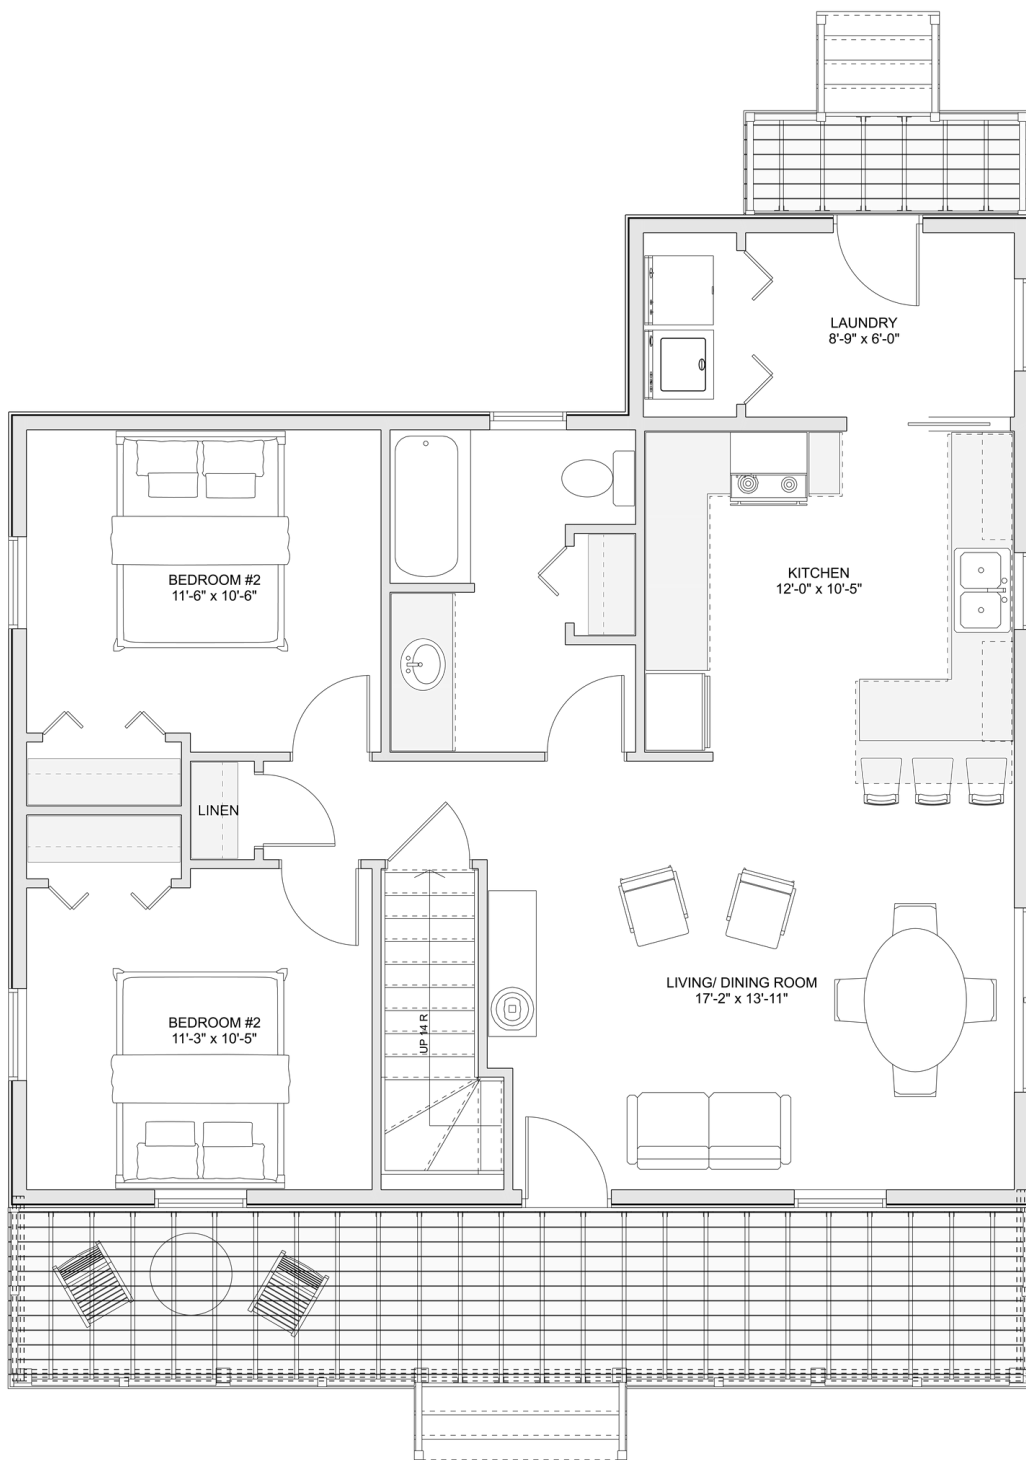 LAUNDRY
8'-9" x 6'-0"
KITCHEN
12'-0" x 10'-5"
BEDROOM #2
11'-6" x 10'-6"
LINEN
LIVING/ DINING ROOM
17'-2" x 13'-11"
BEDROOM #2
11'-3" x 10'-5"
UP 14 R